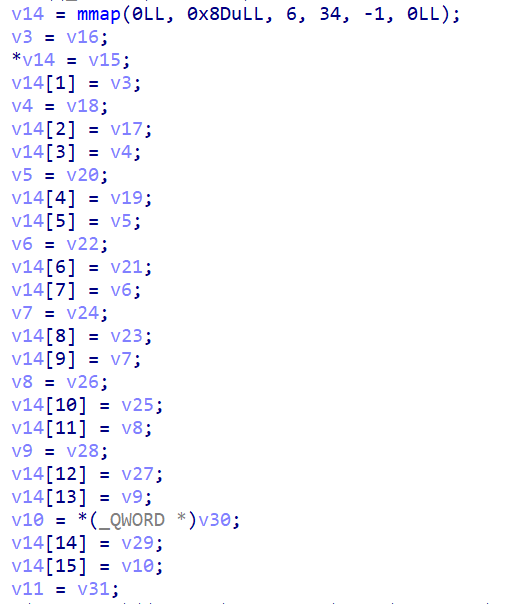 v14 = mmap(0LL, 0x8DuLL, 6, 34, -1, 0LL);
v3 = v16;
*v14 = v15;
v14[1] = v3;
v4 = v18;
v14[2] = v17;
v14[3] = v4;
v5 = v20;
v14[4] = v19;
v14[5] = v5;
v6 = v22;
v14[6] = v21;
v14[7] = v6;
v7 = v24;
v14[8] = v23;
v14[9] = v7;
v8 = v26;
v14[10] = v25;
v14[11] = v8;
v9 = v28;
v14[12] = v27;
v14[13] = v9;
v10 = *(_QWORD *)v30;
v14[14] = v29;
v14[15] = v10;
v11 = v31;